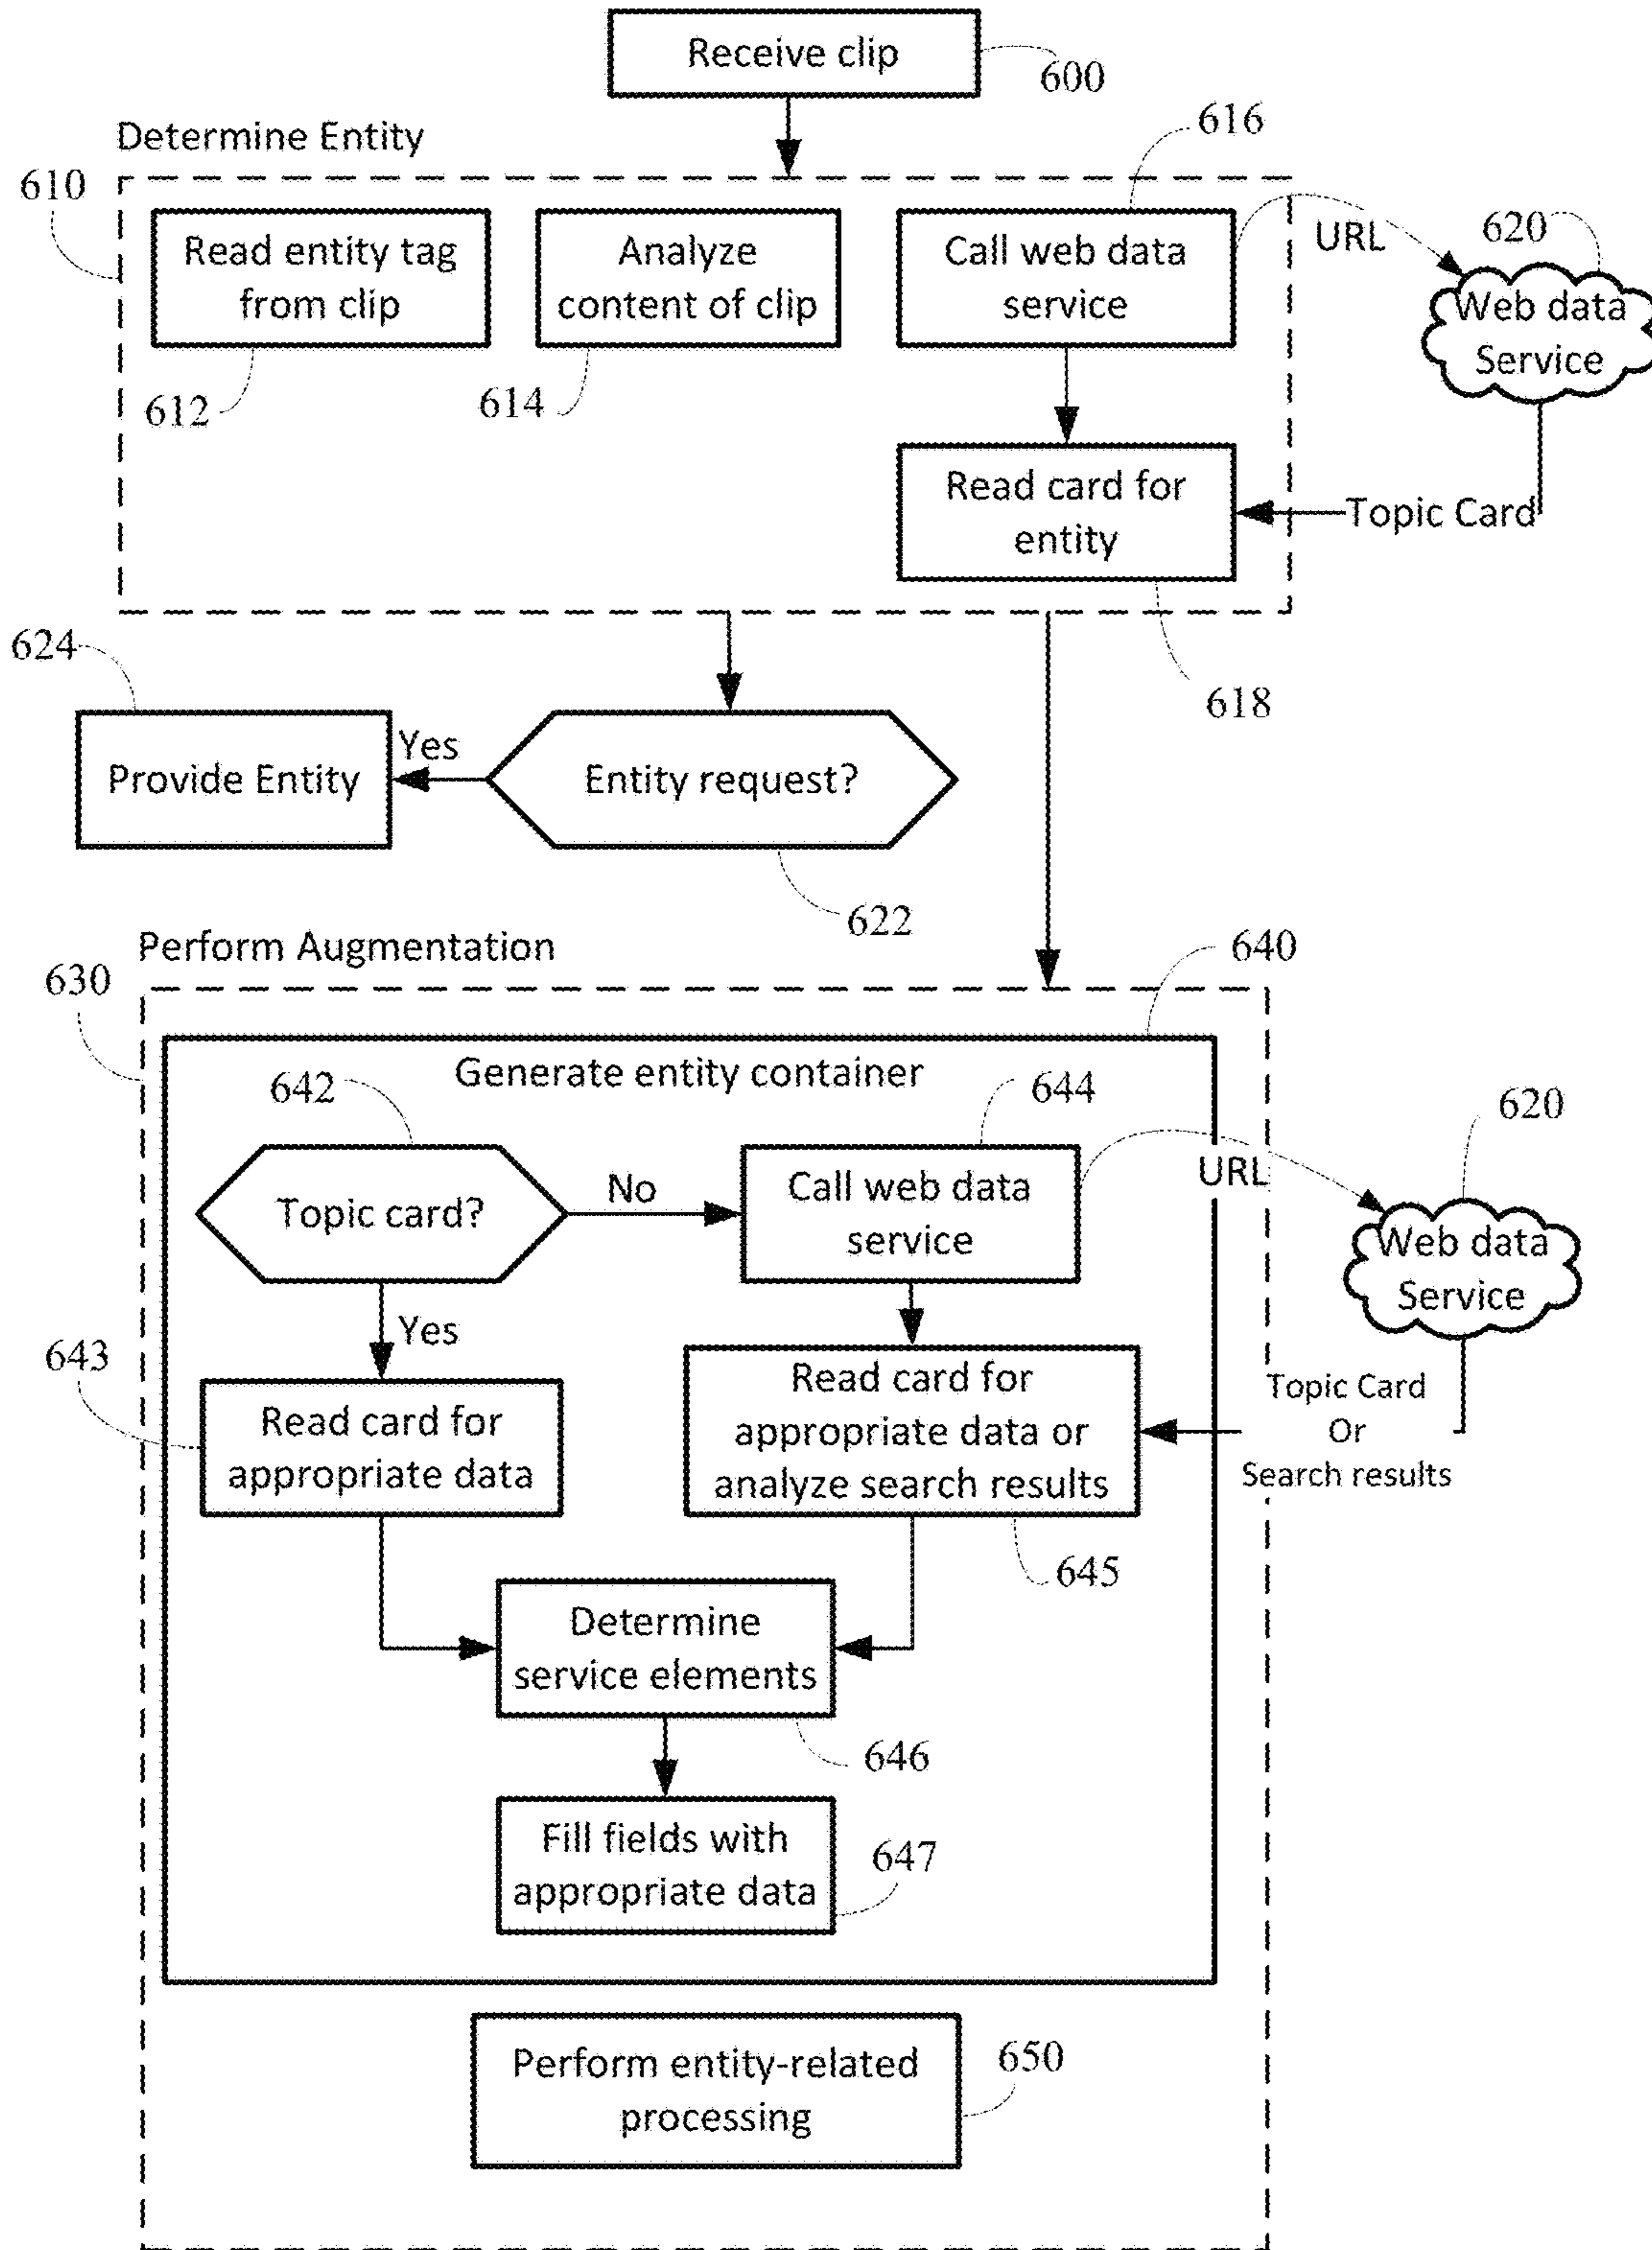 Receive clip
600
Determine Entity
616
610
Read entity tag
from clip
Analyze
content of clip
Call web data
service
URL
620
Web data
Service
612
614
Read card for
entity
Topic Card
618
624
Provide Entity
Yes
Entity request?
622
Perform Augmentation
640
630
Generate entity container
642
644
620
Topic card?
No
Call web data
service
URL
Web data
Service
Yes
643
Read card for
appropriate data
Read card for
appropriate data or
analyze search results
Topic Card
Or
Search results
645
Determine
service elements
646
Fill fields with
appropriate data
647
Perform entity-related
processing
650